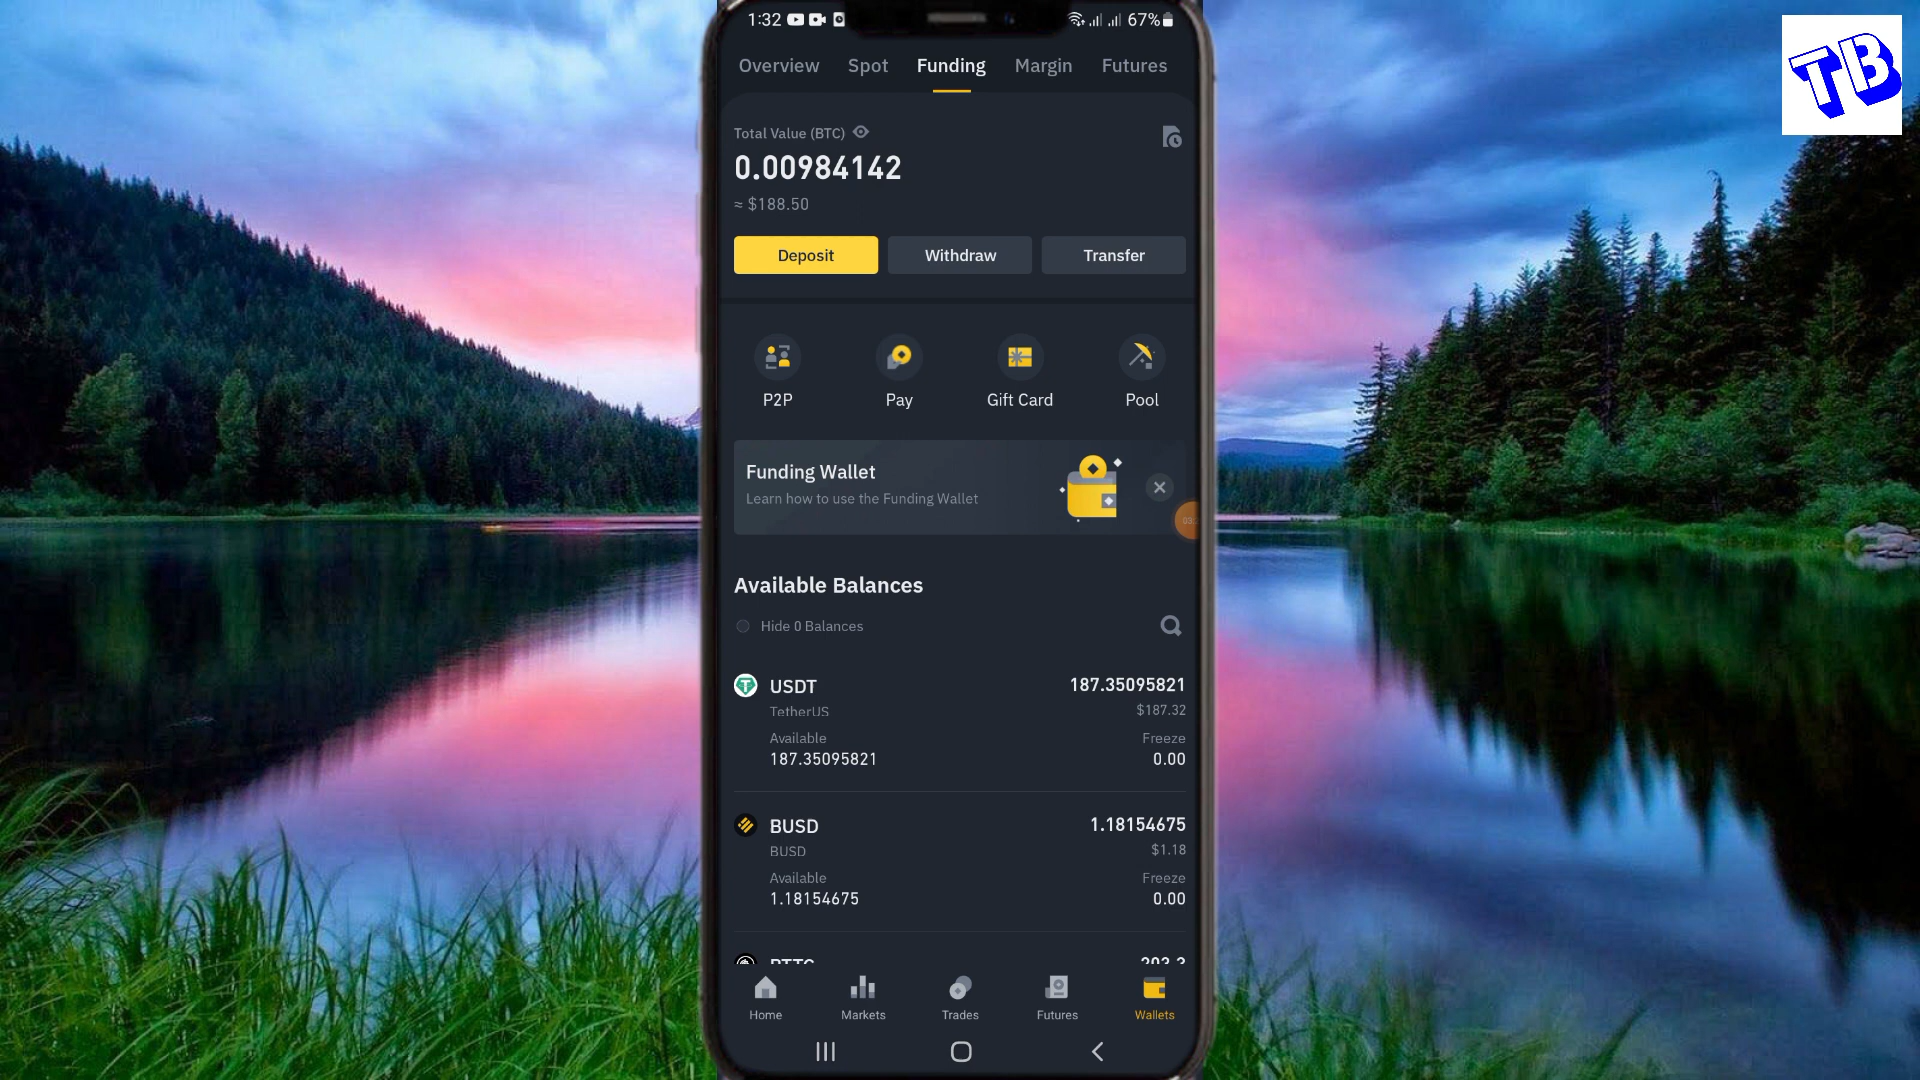 1:32
67%
Overview Spot Funding Margin Futures
Total Value (BTC)
0.00984142
≈ $188.50
Deposit Withdraw Transfer
P2P Pay Gift Card Pool
Funding Wallet
Learn how to use the Funding Wallet
Available Balances
Hide 0 Balances
USDT 187.35095821
TetherUS $187.32
Available Freeze
187.35095821 0.00
BUSD 1.18154675
BUSD $1.18
Available Freeze
1.18154675 0.00
BTTC 203.3
Home Markets Trades Futures Wallets
TB